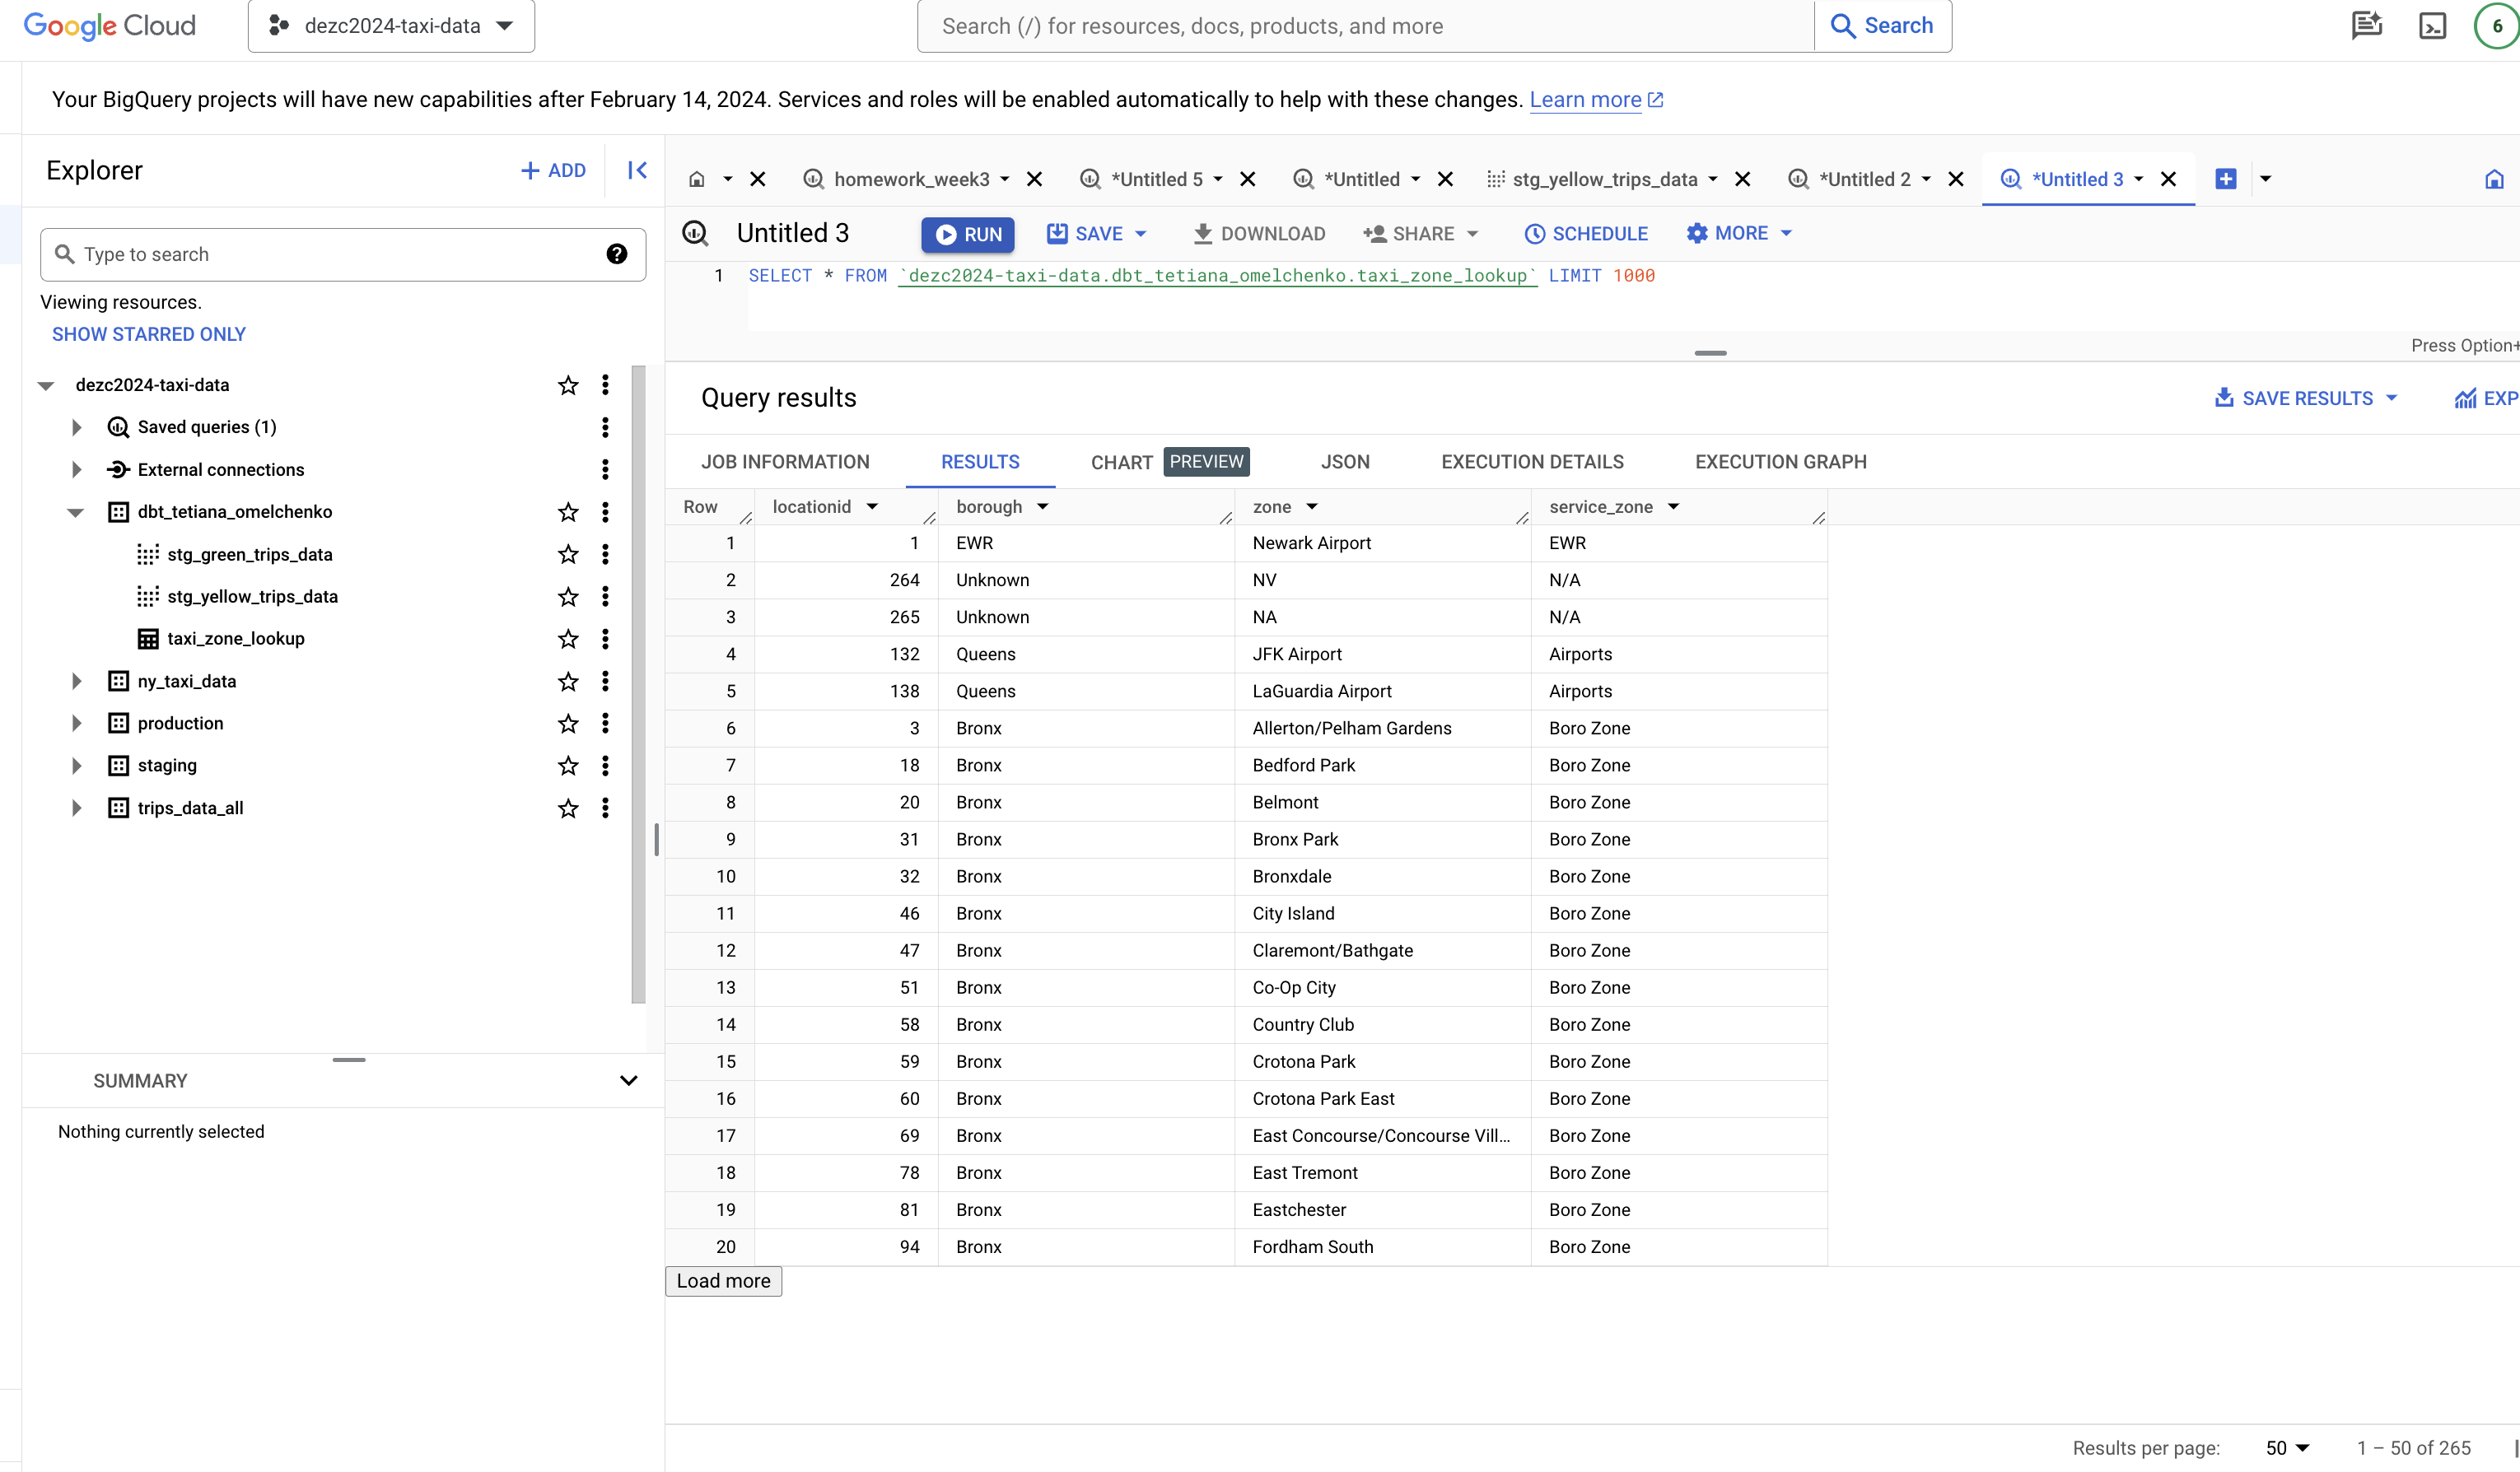 Google Cloud
dezc2024-taxi-data
Search (/) for resources, docs, products, and more
Search
6
Your BigQuery projects will have new capabilities after February 14, 2024. Services and roles will be enabled automatically to help with these changes. Learn more
Explorer
+ ADD
Type to search
Viewing resources.
SHOW STARRED ONLY
dezc2024-taxi-data
Saved queries (1)
External connections
dbt_tetiana_omelchenko
stg_green_trips_data
stg_yellow_trips_data
taxi_zone_lookup
ny_taxi_data
production
staging
trips_data_all
SUMMARY
Nothing currently selected
homework_week3 *Untitled 5 *Untitled stg_yellow_trips_data *Untitled 2 *Untitled 3
Untitled 3 RUN SAVE DOWNLOAD SHARE SCHEDULE MORE
1 SELECT * FROM `dezc2024-taxi-data.dbt_tetiana_omelchenko.taxi_zone_lookup` LIMIT 1000
Press Option+
Query results
SAVE RESULTS EXP
JOB INFORMATION RESULTS CHART PREVIEW JSON EXECUTION DETAILS EXECUTION GRAPH
Row locationid borough zone service_zone
1 1 EWR Newark Airport EWR
2 264 Unknown NV N/A
3 265 Unknown NA N/A
4 132 Queens JFK Airport Airports
5 138 Queens LaGuardia Airport Airports
6 3 Bronx Allerton/Pelham Gardens Boro Zone
7 18 Bronx Bedford Park Boro Zone
8 20 Bronx Belmont Boro Zone
9 31 Bronx Bronx Park Boro Zone
10 32 Bronx Bronxdale Boro Zone
11 46 Bronx City Island Boro Zone
12 47 Bronx Claremont/Bathgate Boro Zone
13 51 Bronx Co-Op City Boro Zone
14 58 Bronx Country Club Boro Zone
15 59 Bronx Crotona Park Boro Zone
16 60 Bronx Crotona Park East Boro Zone
17 69 Bronx East Concourse/Concourse Vill... Boro Zone
18 78 Bronx East Tremont Boro Zone
19 81 Bronx Eastchester Boro Zone
20 94 Bronx Fordham South Boro Zone
Load more
Results per page: 50 1 – 50 of 265